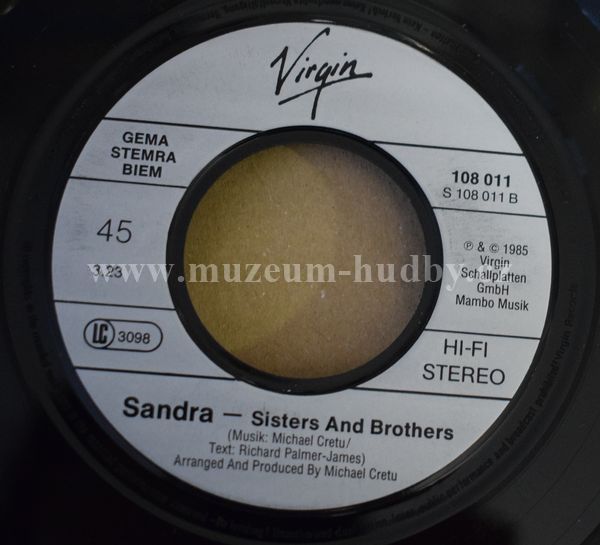 Virgin
GEMA
STEMRA
BIEM
108 011
S 108 011 B
45
3:23
℗ & © 1985
Virgin
Schallplatten
GmbH
Mambo Musik
www.muzeum-hudby.
LC 3098
HI-FI
STEREO
Sandra — Sisters And Brothers
(Musik: Michael Cretu/
Text: Richard Palmer-James)
Arranged And Produced By Michael Cretu